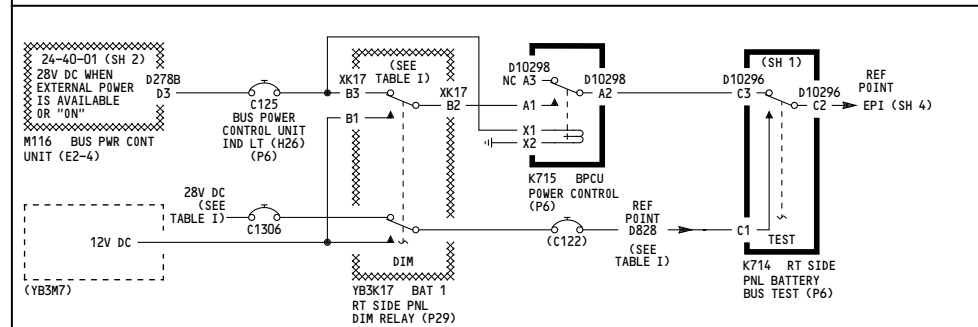 24-40-01 (SH 2)
28V DC WHEN
EXTERNAL POWER
IS AVAILABLE
OR "ON"
D278B
D3
M116 BUS PWR CONT
UNIT (E2-4)
C125
BUS POWER
CONTROL UNIT
IND LT (H26)
(P6)
XK17
B3
B1
(SEE
TABLE I)
XK17
B2
28V DC
(SEE
TABLE I)
C1306
12V DC
(YB3M7)
DIM
YB3K17 BAT 1
RT SIDE PNL
DIM RELAY (P29)
D10298
NC A3
A1
X1
X2
D10298
A2
K715 BPCU
POWER CONTROL
(P6)
(C122)
REF
POINT
D828
(SEE
TABLE I)
(SH 1)
D10296
C3
D10296
C2
C1
TEST
K714 RT SIDE
PNL BATTERY
BUS TEST (P6)
REF
POINT
EPI (SH 4)